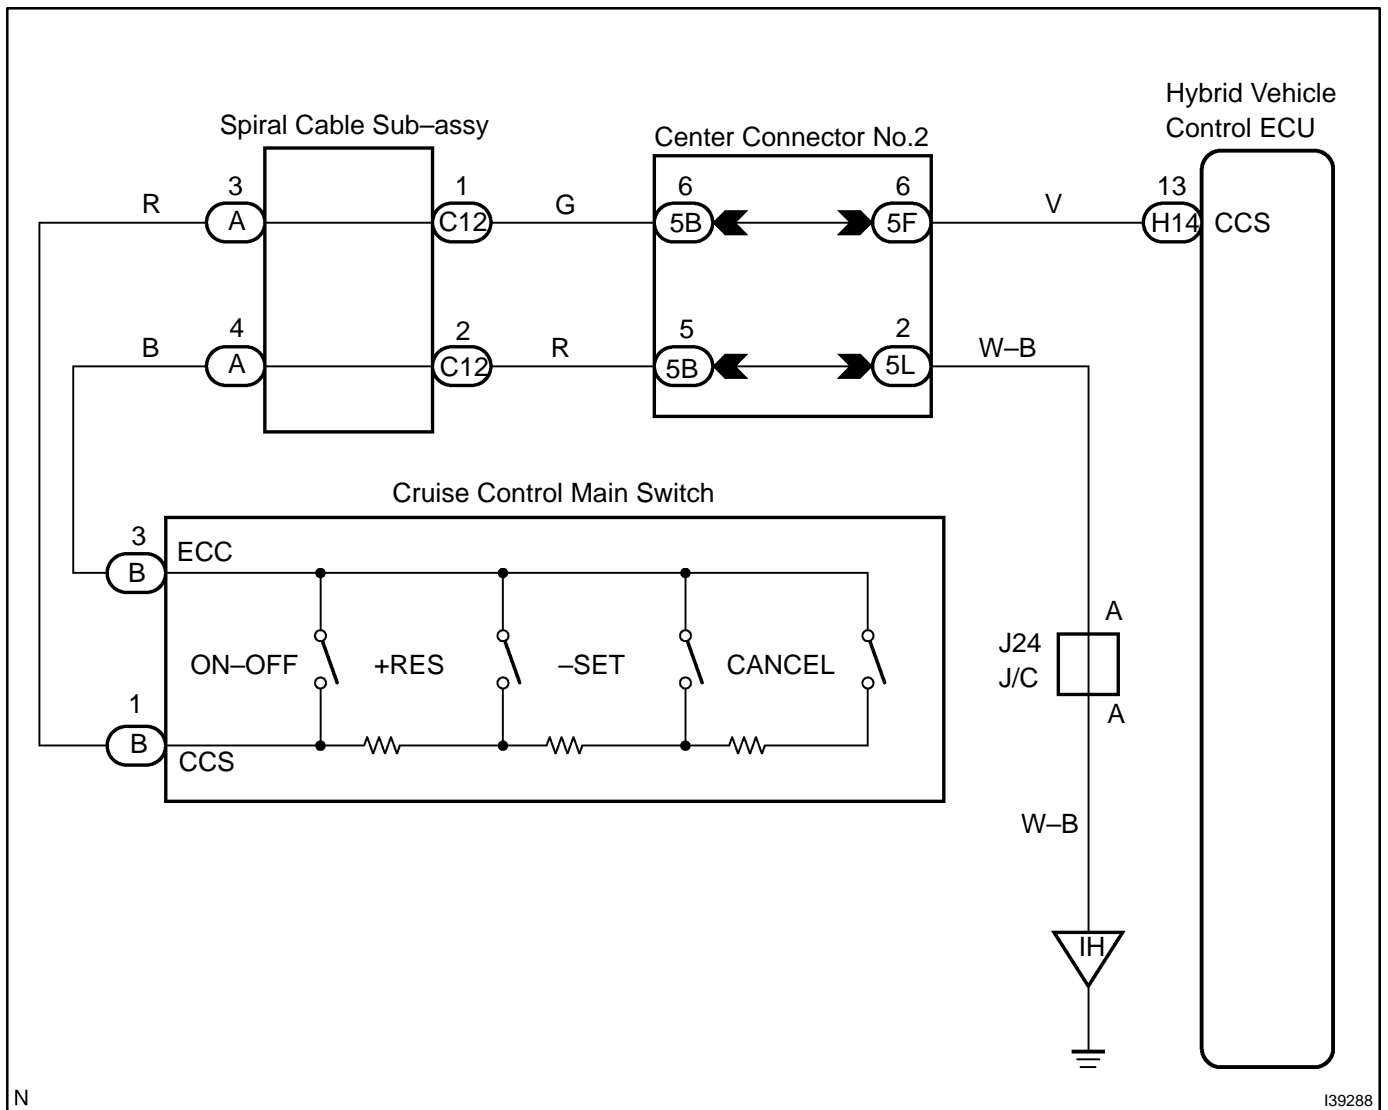 Hybrid Vehicle
Control ECU
Spiral Cable Sub–assy
Center Connector No.2
R
3
A
1
C12
G
6
5B
6
5F
V
13
H14
CCS
B
4
A
2
C12
R
5
5B
2
5L
W–B
Cruise Control Main Switch
3
B
ECC
ON–OFF
+RES
–SET
CANCEL
1
B
CCS
A
J24
J/C
A
W–B
IH
N
I39288